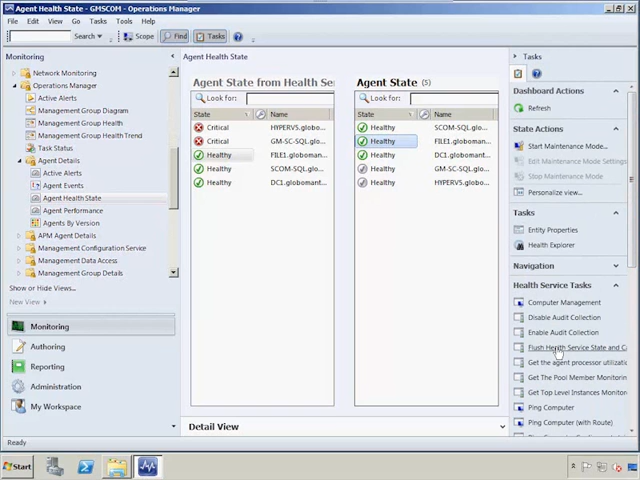 Agent Health State - GMSCOM - Operations Manager
File Edit View Go Tasks Tools Help
Search Scope Find Tasks
Monitoring
Network Monitoring
Operations Manager
Active Alerts
Management Group Diagram
Management Group Health
Management Group Health Trend
Task Status
Agent Details
Active Alerts
Agent Events
Agent Health State
Agent Performance
Agents By Version
APM Agent Details
Management Configuration Service
Management Data Access
Management Group Details
Show or Hide Views...
New View
Monitoring
Authoring
Reporting
Administration
My Workspace
Agent Health State
Agent State from Health Se
Look for:
State Name
Critical HYPERV5.globo...
Critical GM-SC-SQL.glo...
Healthy FILE1.globoman...
Healthy SCOM-SQL.glo...
Healthy DC1.globomant...
Agent State (5)
Look for:
State Name
Healthy SCOM-SQL.glo...
Healthy FILE1.globoman...
Healthy DC1.globomant...
Healthy GM-SC-SQL.glo...
Healthy HYPERV5.globo...
Detail View
Tasks
Dashboard Actions
Refresh
State Actions
Start Maintenance Mode...
Edit Maintenance Mode Settings
Stop Maintenance Mode
Personalize view...
Tasks
Entity Properties
Health Explorer
Navigation
Health Service Tasks
Computer Management
Disable Audit Collection
Enable Audit Collection
Flush Health Service State and C
Get the agent processor utilizati
Get The Pool Member Monitorin
Get Top Level Instances Monitor
Ping Computer
Ping Computer (with Route)
Ready
Start